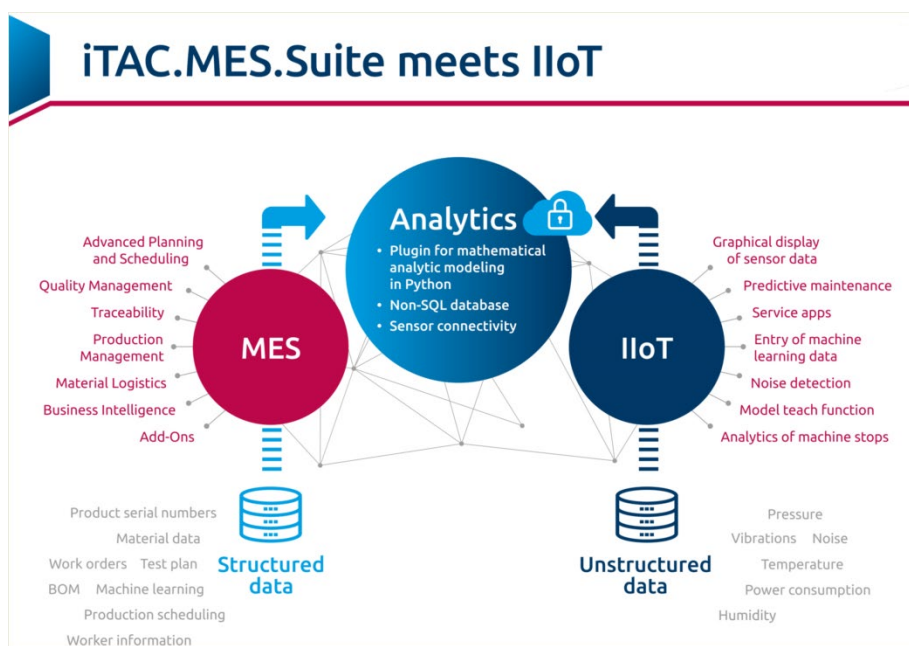 iTAC.MES.Suite meets IIoT
Analytics
• Plugin for mathematical
analytic modeling
in Python
• Non-SQL database
• Sensor connectivity
MES
Advanced Planning
and Scheduling
Quality Management
Traceability
Production
Management
Material Logistics
Business Intelligence
Add-Ons
IIoT
Graphical display
of sensor data
Predictive maintenance
Service apps
Entry of machine
learning data
Noise detection
Model teach function
Analytics of machine stops
Structured
data
Product serial numbers
Material data
Work orders Test plan
BOM Machine learning
Production scheduling
Worker information
Unstructured
data
Pressure
Vibrations Noise
Temperature
Power consumption
Humidity